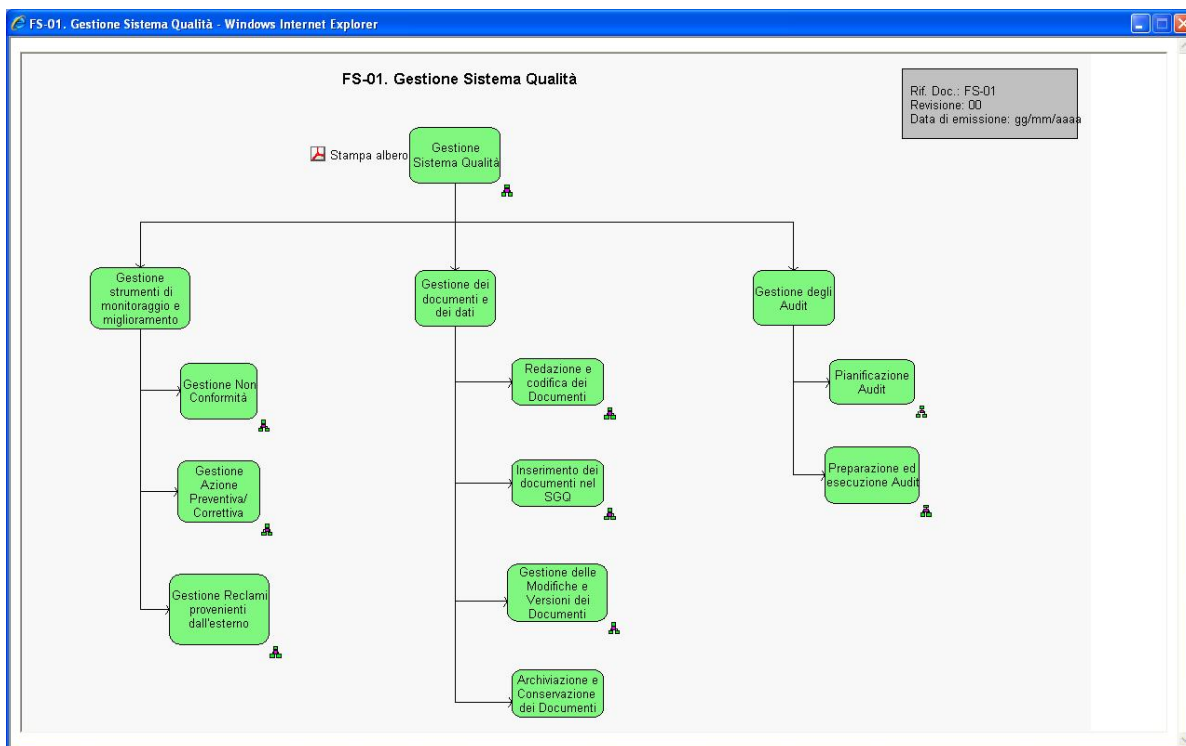 FS-01. Gestione Sistema Qualità - Windows Internet Explorer
FS-01. Gestione Sistema Qualità
Rif. Doc.: FS-01
Revisione: 00
Data di emissione: gg/mm/aaaa
Stampa albero
Gestione
Sistema Qualità
Gestione
strumenti di
monitoraggio e
miglioramento
Gestione dei
documenti e
dei dati
Gestione degli
Audit
Gestione Non
Conformità
Gestione
Azione
Preventiva/
Correttiva
Gestione Reclami
provenienti
dall'esterno
Redazione e
codifica dei
Documenti
Inserimento dei
documenti nel
SGQ
Gestione delle
Modifiche e
Versioni dei
Documenti
Archiviazione e
Conservazione
dei Documenti
Pianificazione
Audit
Preparazione ed
esecuzione Audit